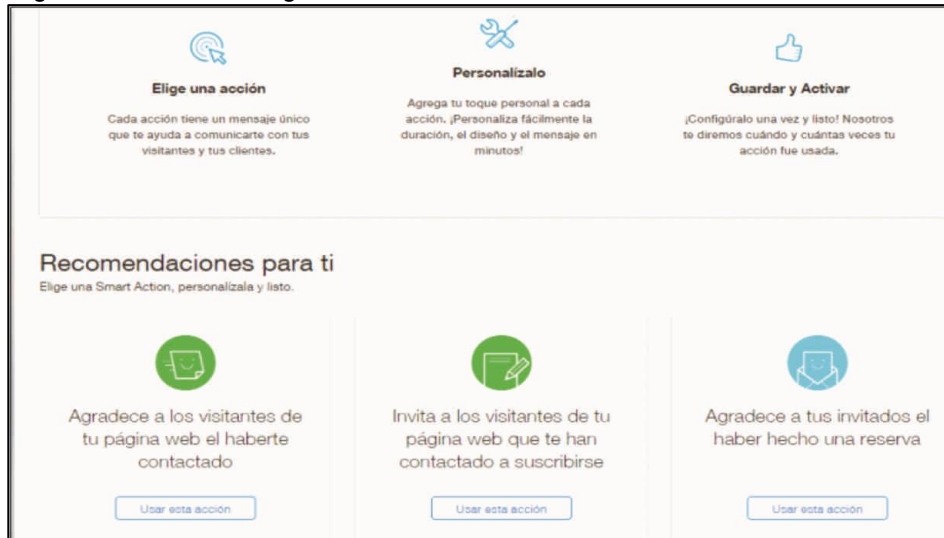 Elige una acción
Cada acción tiene un mensaje único
que te ayuda a comunicarte con tus
visitantes y tus clientes.
Personalízalo
Agrega tu toque personal a cada
acción. ¡Personaliza fácilmente la
duración, el diseño y el mensaje en
minutos!
Guardar y Activar
¡Configúralo una vez y listo! Nosotros
te diremos cuándo y cuántas veces tu
acción fue usada.
Recomendaciones para ti
Elige una Smart Action, personalízala y listo.
Agradece a los visitantes de
tu página web el haberte
contactado
Usar esta acción
Invita a los visitantes de tu
página web que te han
contactado a suscribirse
Usar esta acción
Agradece a tus invitados el
haber hecho una reserva
Usar esta acción